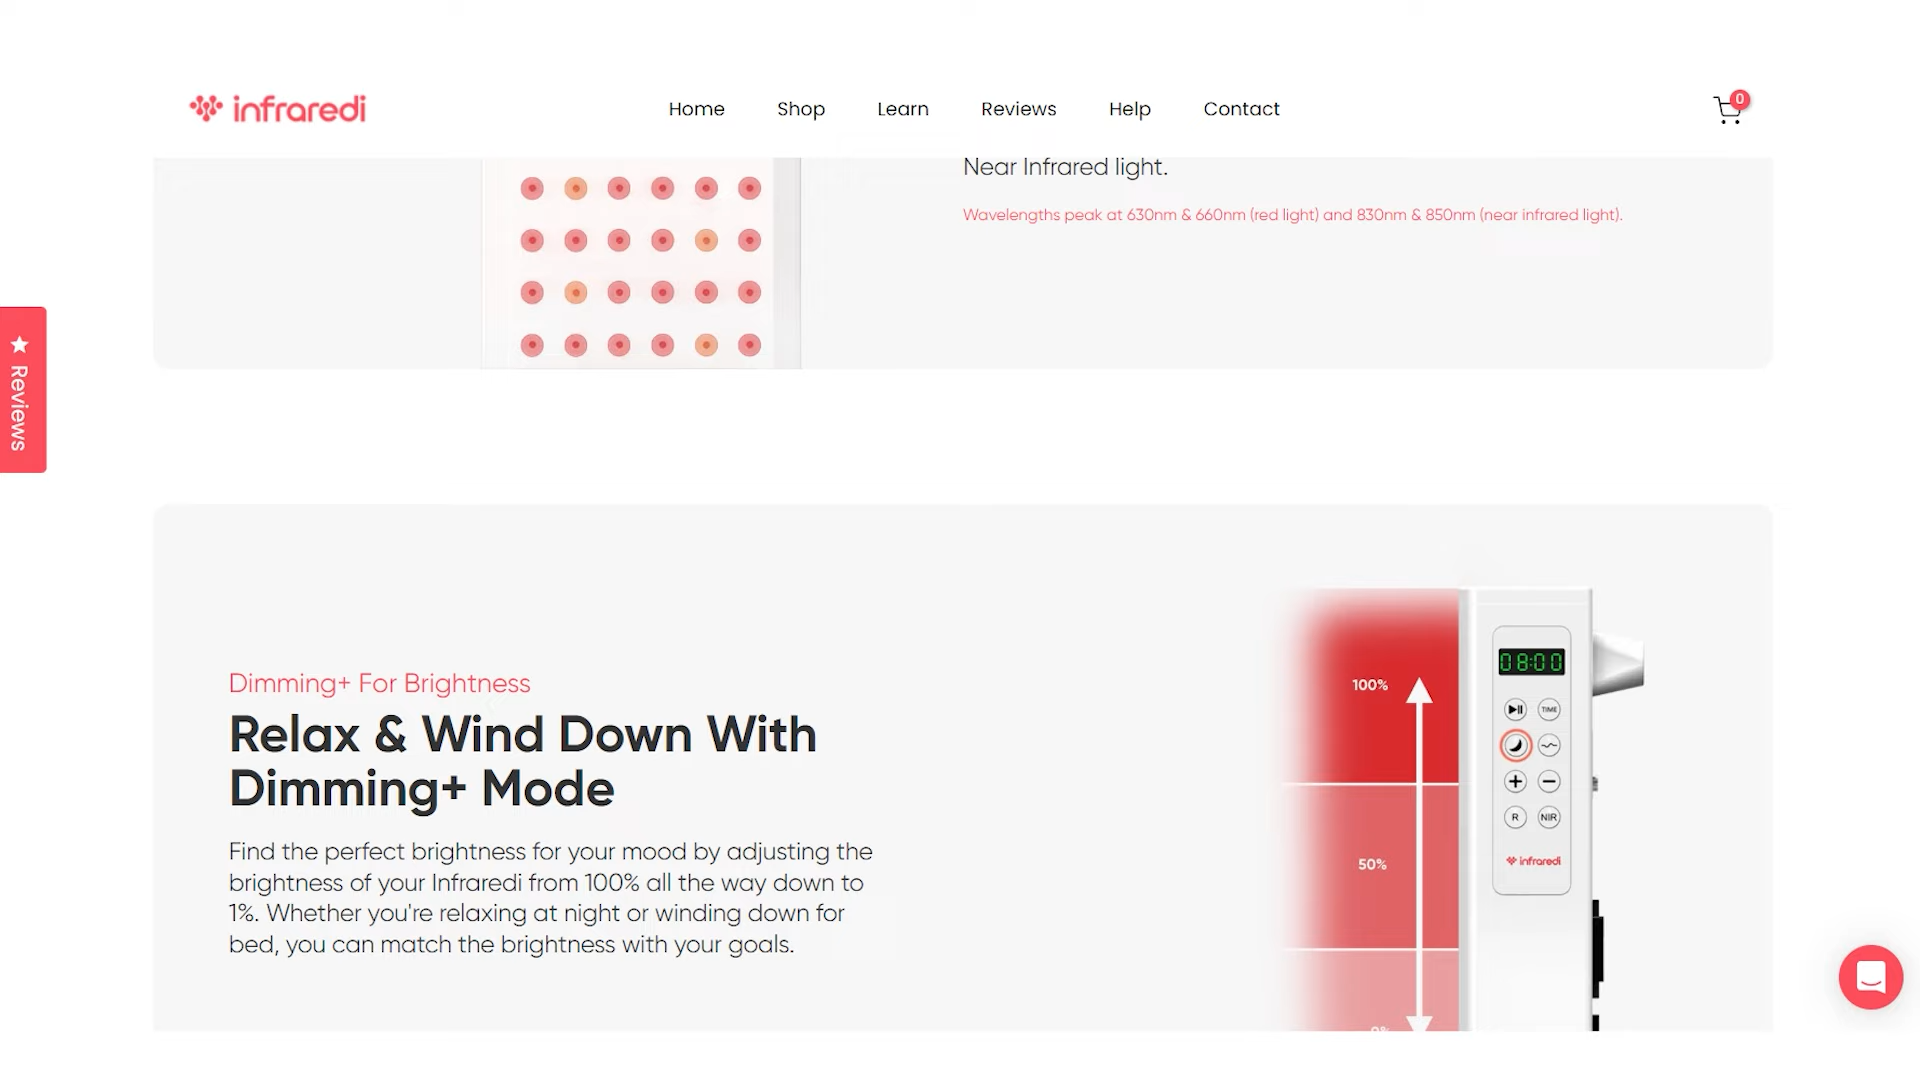 infraredi
Home
Shop
Learn
Reviews
Help
Contact
0
Near Infrared light.
Wavelengths peak at 630nm & 660nm (red light) and 830nm & 850nm (near infrared light).
Reviews
Dimming+ For Brightness
Relax & Wind Down With
Dimming+ Mode
Find the perfect brightness for your mood by adjusting the
brightness of your Infraredi from 100% all the way down to
1%. Whether you're relaxing at night or winding down for
bed, you can match the brightness with your goals.
100%
50%
08:00
TIME
R
NIR
infraredi